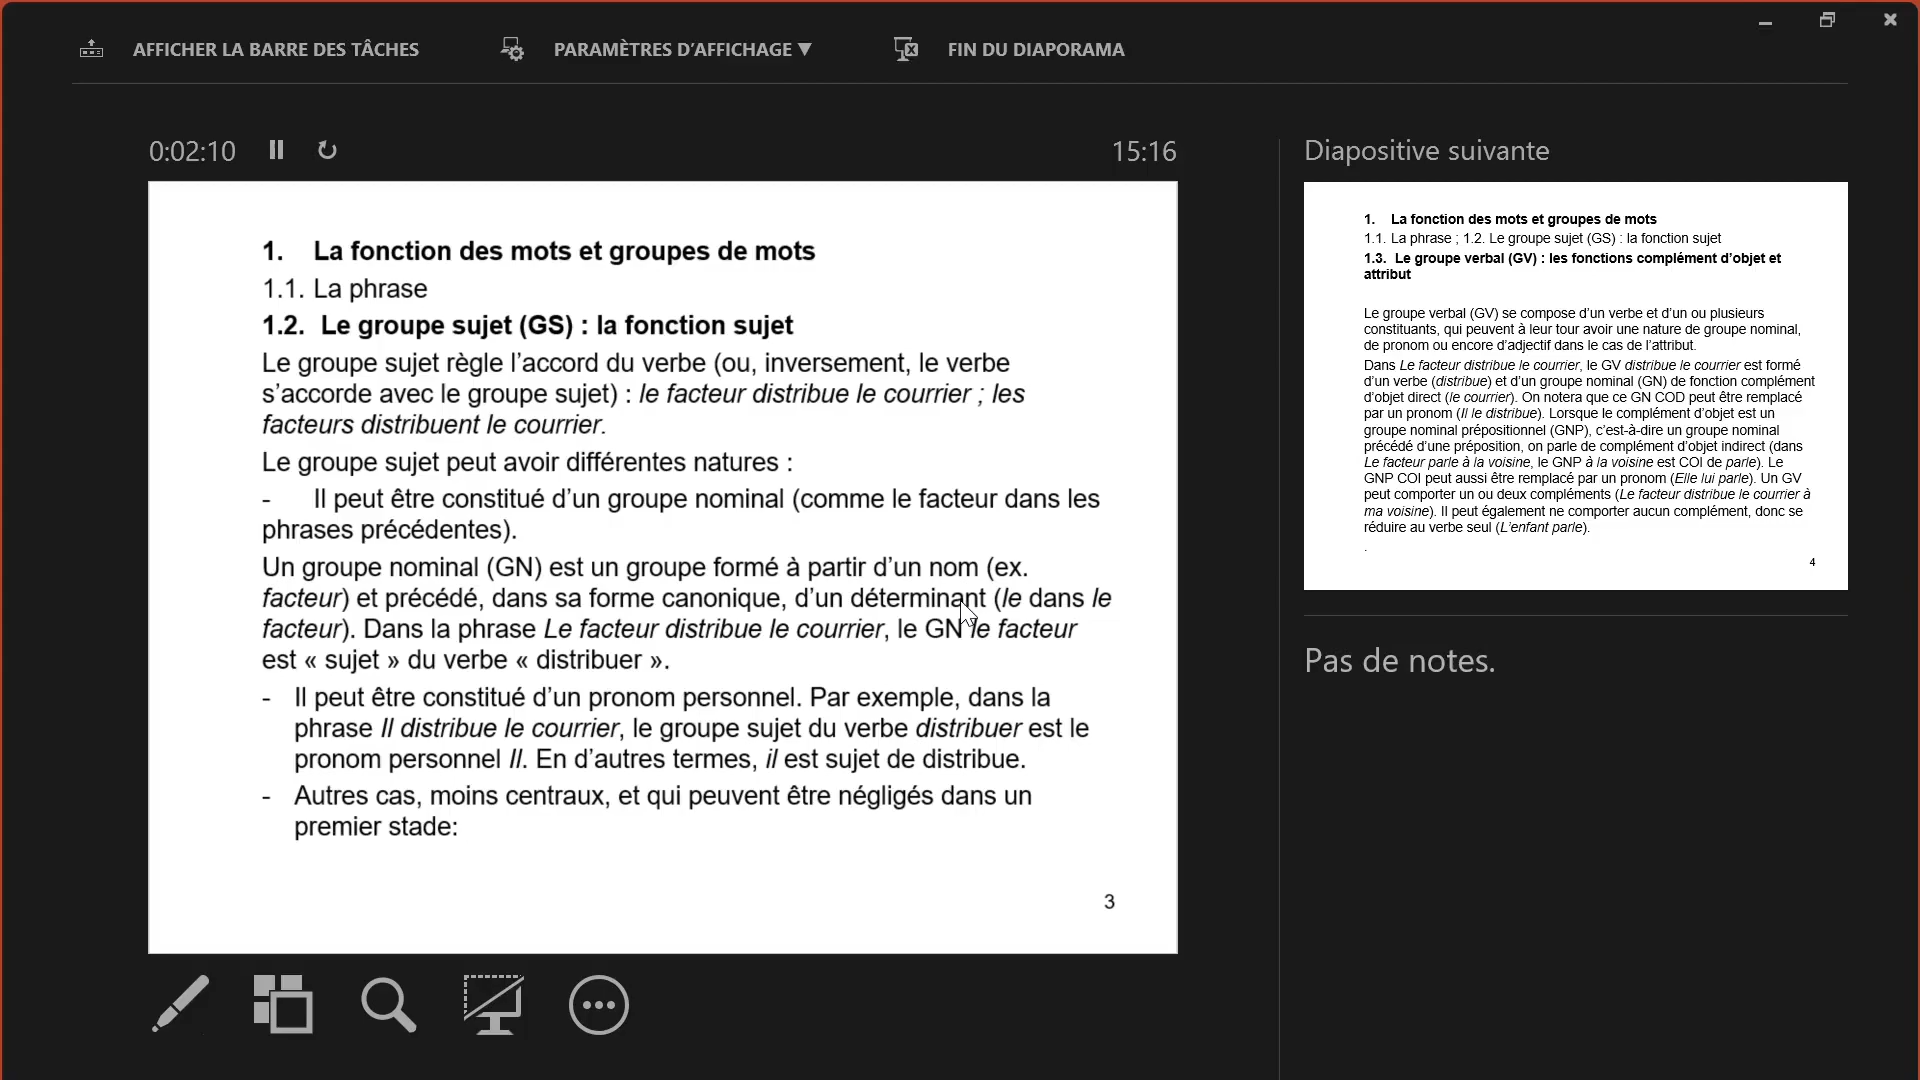 AFFICHER LA BARRE DES TÂCHES
PARAMÈTRES D'AFFICHAGE ▼
FIN DU DIAPORAMA
0:02:10
15:16
1. La fonction des mots et groupes de mots
1.1. La phrase
1.2. Le groupe sujet (GS) : la fonction sujet
Le groupe sujet règle l'accord du verbe (ou, inversement, le verbe
s'accorde avec le groupe sujet) : le facteur distribue le courrier ; les
facteurs distribuent le courrier.
Le groupe sujet peut avoir différentes natures :
- Il peut être constitué d'un groupe nominal (comme le facteur dans les
phrases précédentes).
Un groupe nominal (GN) est un groupe formé à partir d'un nom (ex.
facteur) et précédé, dans sa forme canonique, d'un déterminant (le dans le
facteur). Dans la phrase Le facteur distribue le courrier, le GN le facteur
est « sujet » du verbe « distribuer ».
- Il peut être constitué d'un pronom personnel. Par exemple, dans la
phrase Il distribue le courrier, le groupe sujet du verbe distribuer est le
pronom personnel Il. En d'autres termes, il est sujet de distribue.
- Autres cas, moins centraux, et qui peuvent être négligés dans un
premier stade:
3
Diapositive suivante
1. La fonction des mots et groupes de mots
1.1. La phrase ; 1.2. Le groupe sujet (GS) : la fonction sujet
1.3. Le groupe verbal (GV) : les fonctions complément d'objet et
attribut
Le groupe verbal (GV) se compose d'un verbe et d'un ou plusieurs
constituants, qui peuvent à leur tour avoir une nature de groupe nominal,
de pronom ou encore d'adjectif dans le cas de l'attribut.
Dans Le facteur distribue le courrier, le GV distribue le courrier est formé
d'un verbe (distribue) et d'un groupe nominal (GN) de fonction complément
d'objet direct (le courrier). On notera que ce GN COD peut être remplacé
par un pronom (Il le distribue). Lorsque le complément d'objet est un
groupe nominal prépositionnel (GNP), c'est-à-dire un groupe nominal
précédé d'une préposition, on parle de complément d'objet indirect (dans
Le facteur parle à la voisine, le GNP à la voisine est COI de parle). Le
GNP COI peut aussi être remplacé par un pronom (Elle lui parle). Un GV
peut comporter un ou deux compléments (Le facteur distribue le courrier à
ma voisine). Il peut également ne comporter aucun complément, donc se
réduire au verbe seul (L'enfant parle).
.
4
Pas de notes.